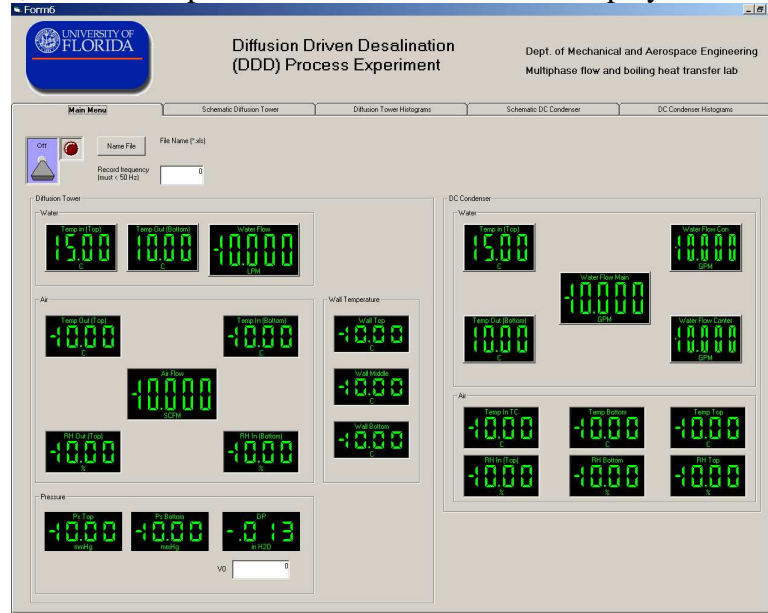 Form6
UNIVERSITY OF
FLORIDA
Diffusion Driven Desalination
(DDD) Process Experiment
Dept. of Mechanical and Aerospace Engineering
Multiphase flow and boiling heat transfer lab
Main Menu
Schematic Diffusion Tower
Diffusion Tower Histograms
Schematic DC Condenser
DC Condenser Histograms
Off
Name File
File Name (*.xls)
Record frequency
(must < 50 Hz)
0
Diffusion Tower
Water
Temp in (Top)
15.00
C
Temp Out (Bottom)
10.00
C
Water Flow
-10.000
LPM
Air
Temp Out (Top)
-10.00
C
Temp In (Bottom)
-10.00
C
Air Flow
-10.000
SCFM
RH Out (Top)
-10.00
%
RH In (Bottom)
-10.00
%
Wall Temperature
Wall Top
-10.00
C
Wall Middle
-10.00
C
Wall Bottom
-10.00
C
Pressure
Ps Top
-10.00
mmHg
Ps Bottom
-10.00
mmHg
DP
-.013
in H2O
V0
0
DC Condenser
Water
Temp in (Top)
15.00
C
Water Flow Con
-10.000
GPM
Water Flow Main
-10.000
GPM
Temp Out (Bottom)
10.00
C
Water Flow Conter
-10.000
GPM
Air
Temp In TC
-10.00
C
Temp Bottom
-10.00
C
Temp Top
-10.00
C
RH In (Top)
-10.00
%
RH Bottom
-10.00
%
RH Top
-10.00
%